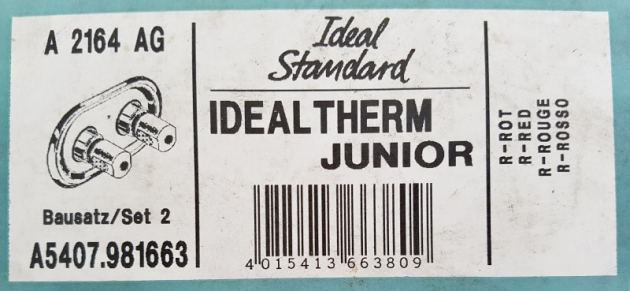 A 2164 AG
Bausatz/Set 2
A5407.981663
Ideal
Standard
IDEALTHERM
JUNIOR
4 015413 663809
R-ROT
R-RED
R-ROUGE
R-ROSSO